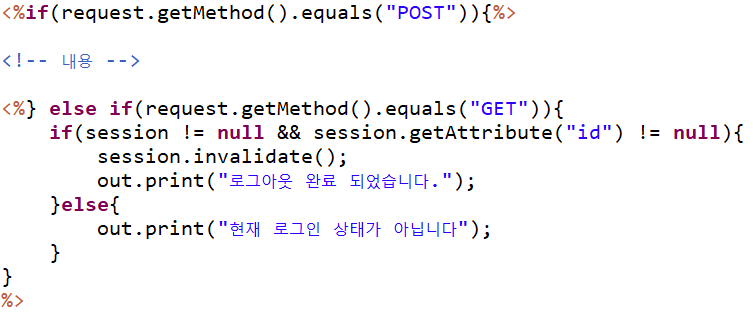 <%if(request.getMethod().equals("POST")){%>
<!-- 내용 -->
<%} else if(request.getMethod().equals("GET")){
    if(session != null && session.getAttribute("id") != null){
        session.invalidate();
        out.print("로그아웃 완료 되었습니다.");
    }else{
        out.print("현재 로그인 상태가 아닙니다");
    }
}
%>